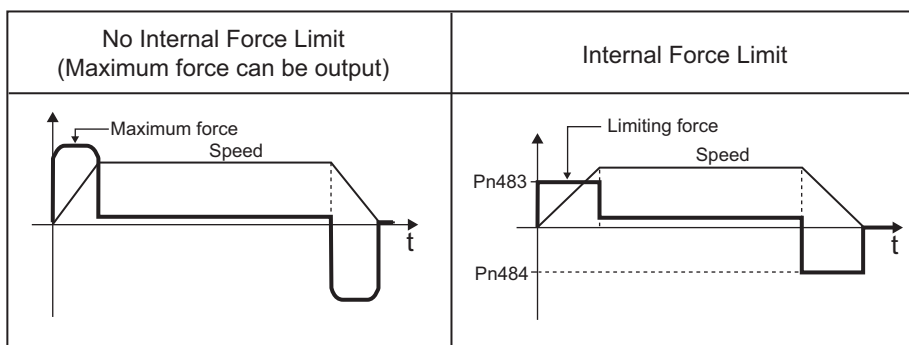 No Internal Force Limit
(Maximum force can be output)
Internal Force Limit
Maximum force
Speed
t
Limiting force
Speed
Pn483
t
Pn484